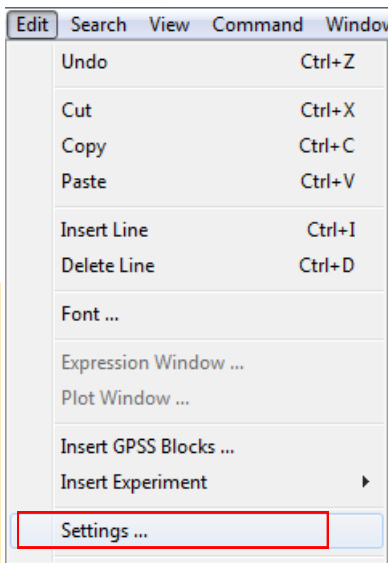 Edit Search View Command Window
Undo Ctrl+Z
Cut Ctrl+X
Copy Ctrl+C
Paste Ctrl+V
Insert Line Ctrl+I
Delete Line Ctrl+D
Font ...
Expression Window ...
Plot Window ...
Insert GPSS Blocks ...
Insert Experiment
Settings ...